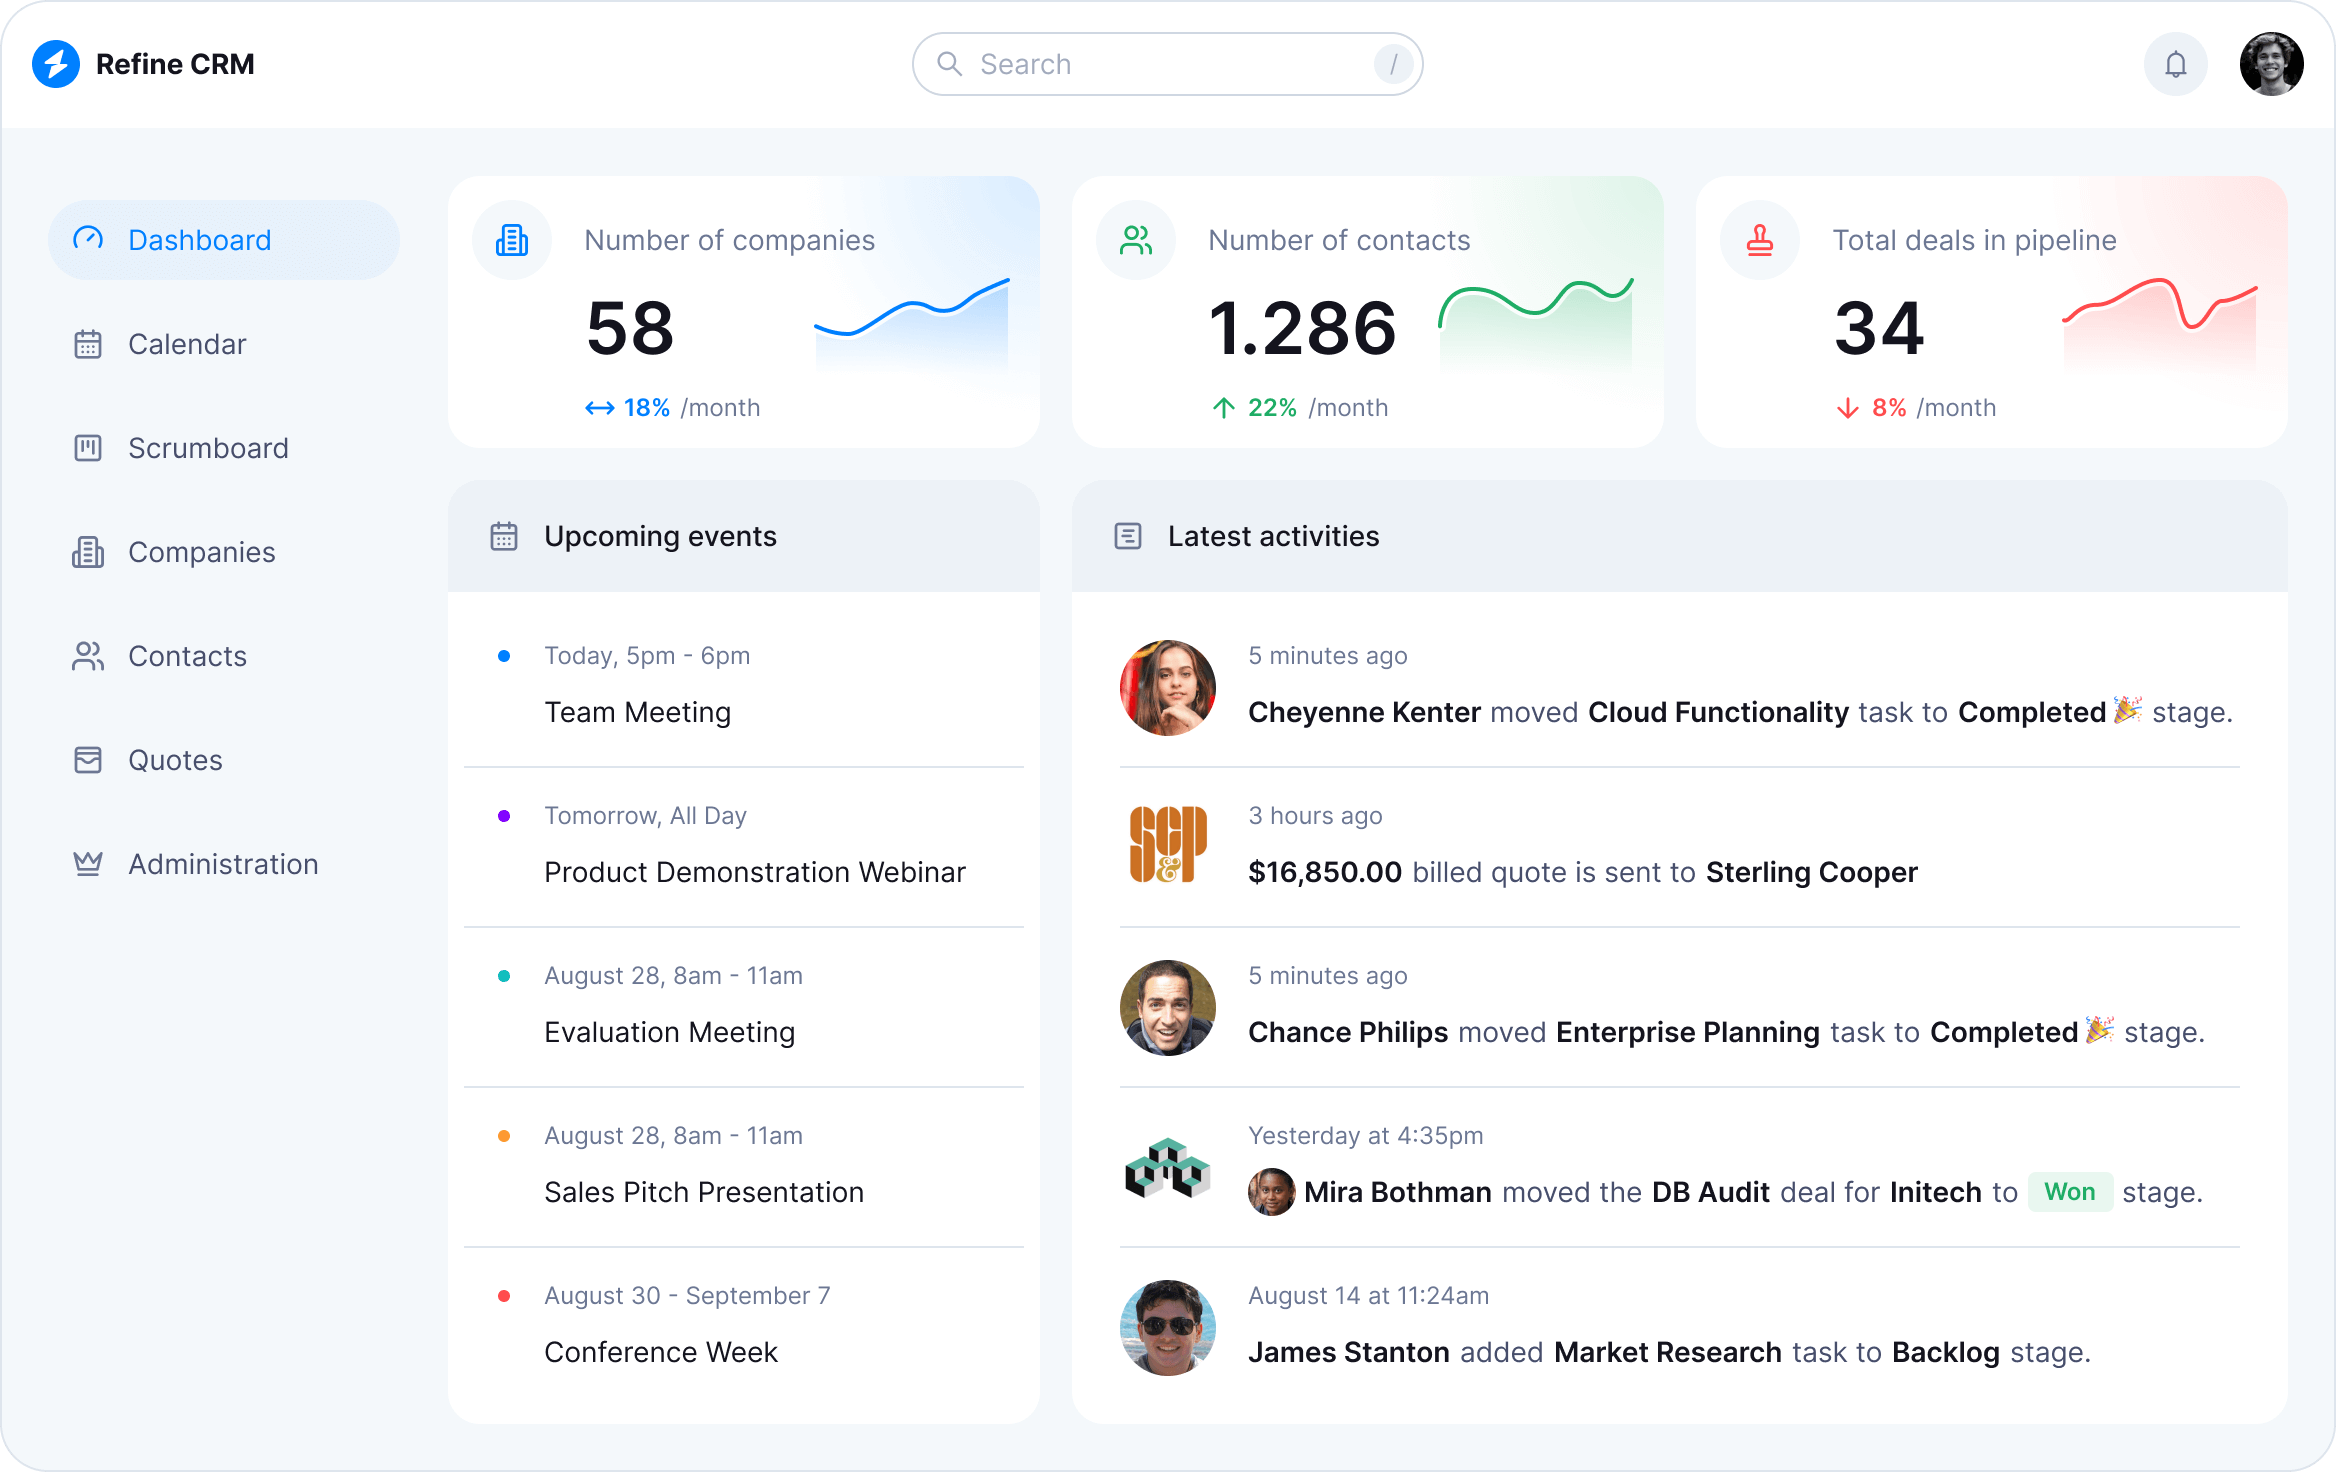 Refine CRM
Search
/
Dashboard
Calendar
Scrumboard
Companies
Contacts
Quotes
Administration
Number of companies
58
18% /month
Number of contacts
1.286
22% /month
Total deals in pipeline
34
8% /month
Upcoming events
Today, 5pm - 6pm
Team Meeting
Tomorrow, All Day
Product Demonstration Webinar
August 28, 8am - 11am
Evaluation Meeting
August 28, 8am - 11am
Sales Pitch Presentation
August 30 - September 7
Conference Week
Latest activities
5 minutes ago
Cheyenne Kenter moved Cloud Functionality task to Completed 🎉 stage.
SC&P
3 hours ago
$16,850.00 billed quote is sent to Sterling Cooper
5 minutes ago
Chance Philips moved Enterprise Planning task to Completed 🎉 stage.
Yesterday at 4:35pm
Mira Bothman moved the DB Audit deal for Initech to Won stage.
August 14 at 11:24am
James Stanton added Market Research task to Backlog stage.